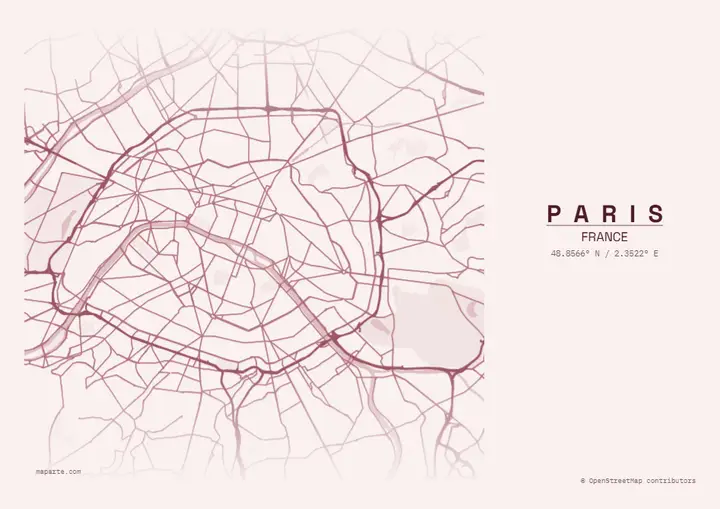 PARIS
FRANCE
48.8566° N / 2.3522° E
maparte.com
© OpenStreetMap contributors